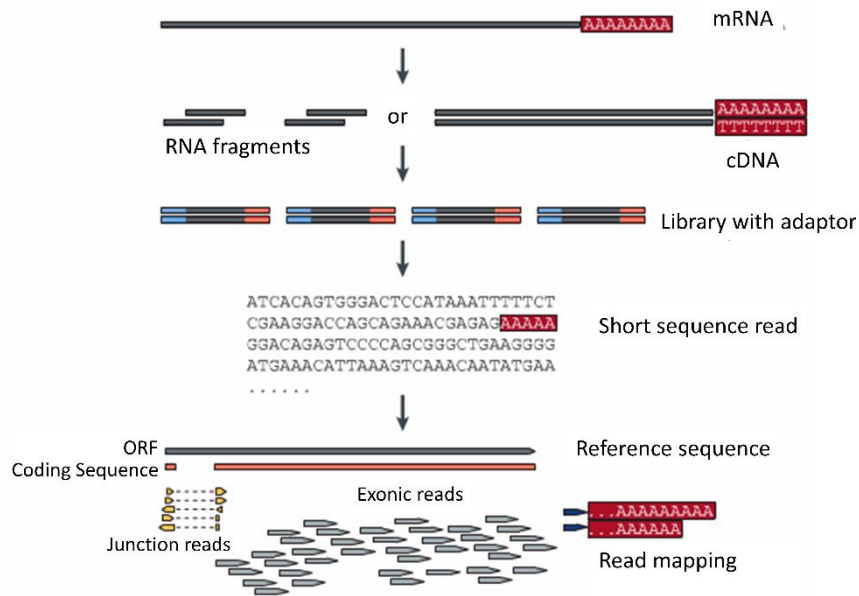 AAAAAAAA
mRNA
AAAAAAAA
TTTTTTTT
RNA fragments
or
cDNA
Library with adaptor
ATCACAGTGGGACTCCATAAATTTTTCT
CGAAGGACCAGCAGAAACGAGAGAAAAA
GGACAGAGTCCCCAGCGGGCTGAAGGGG
ATGAAACATTAAAGTCAAACAATATGAA
......
Short sequence read
ORF
Reference sequence
Coding Sequence
Exonic reads
...AAAAAAAAA
...AAAAAA
Junction reads
Read mapping